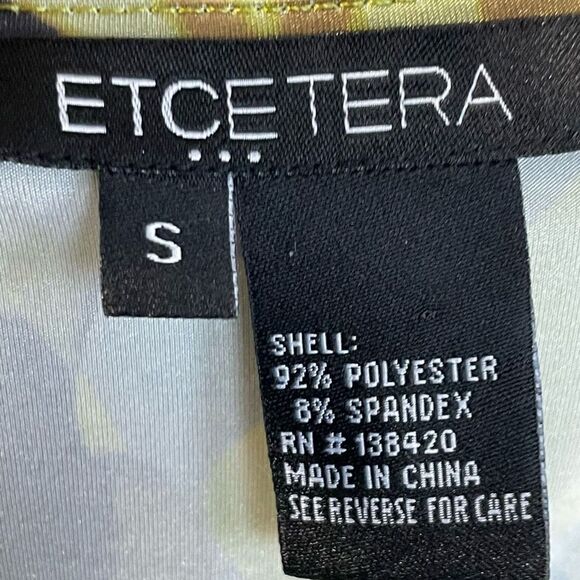 ETCETERA
S
SHELL:
92% POLYESTER
8% SPANDEX
RN # 138420
MADE IN CHINA
SEE REVERSE FOR CARE